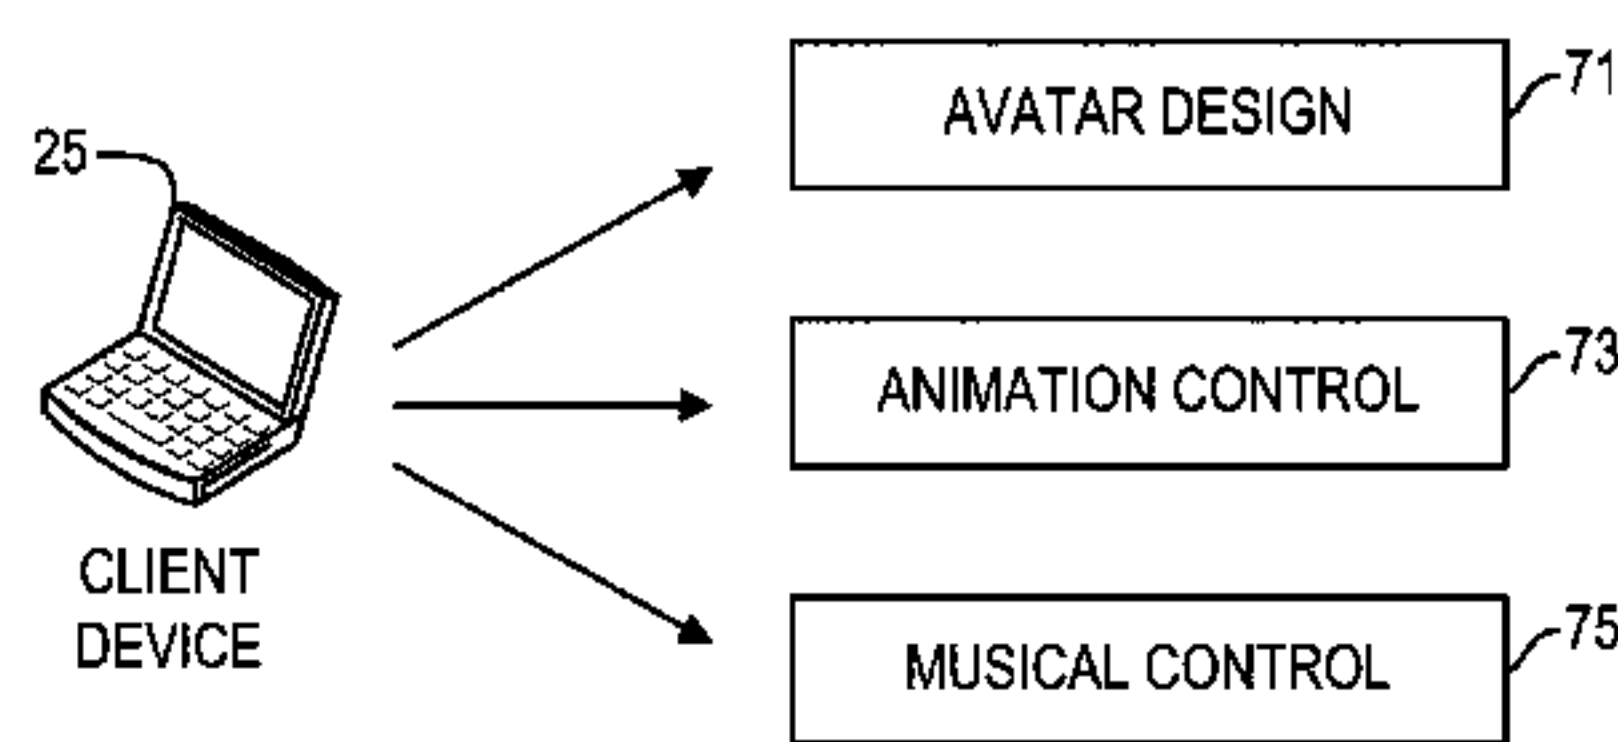 25
CLIENT
DEVICE
AVATAR DESIGN
71
ANIMATION CONTROL
73
MUSICAL CONTROL
75